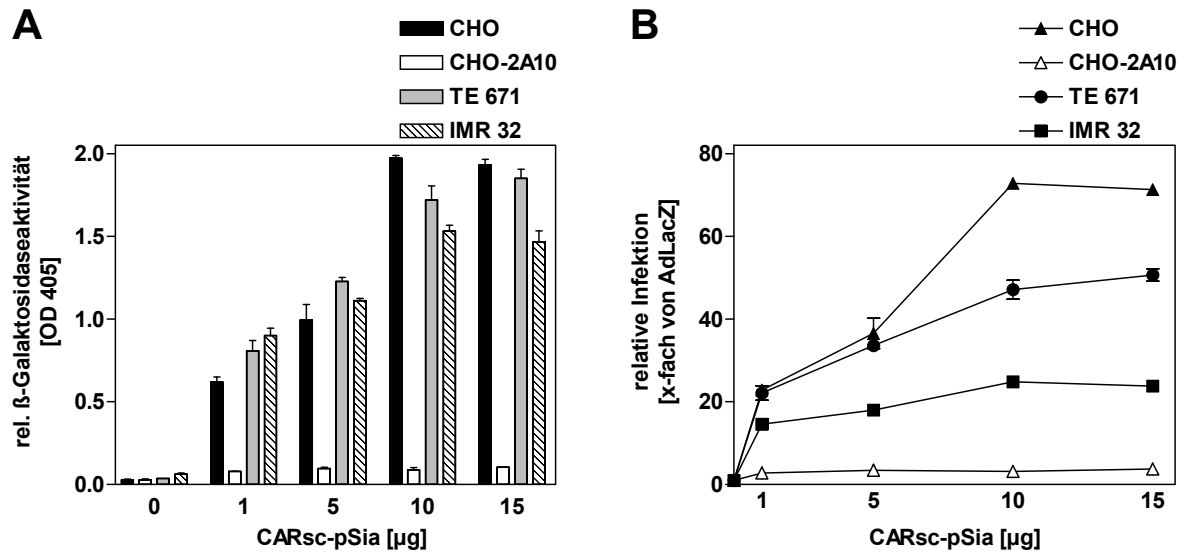 A
CHO
CHO-2A10
TE 671
IMR 32
rel. ß-Galaktosidaseaktivität
[OD 405]
2.0
1.5
1.0
0.5
0.0
0 1 5 10 15
CARsc-pSia [µg]
B
CHO
CHO-2A10
TE 671
IMR 32
relative Infektion
[x-fach von AdLacZ]
80
60
40
20
0
1 5 10 15
CARsc-pSia [µg]